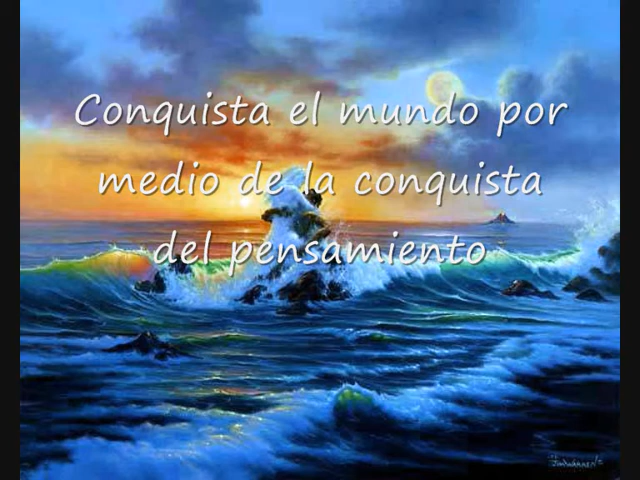 Conquista el mundo por
medio de la conquista
del pensamiento